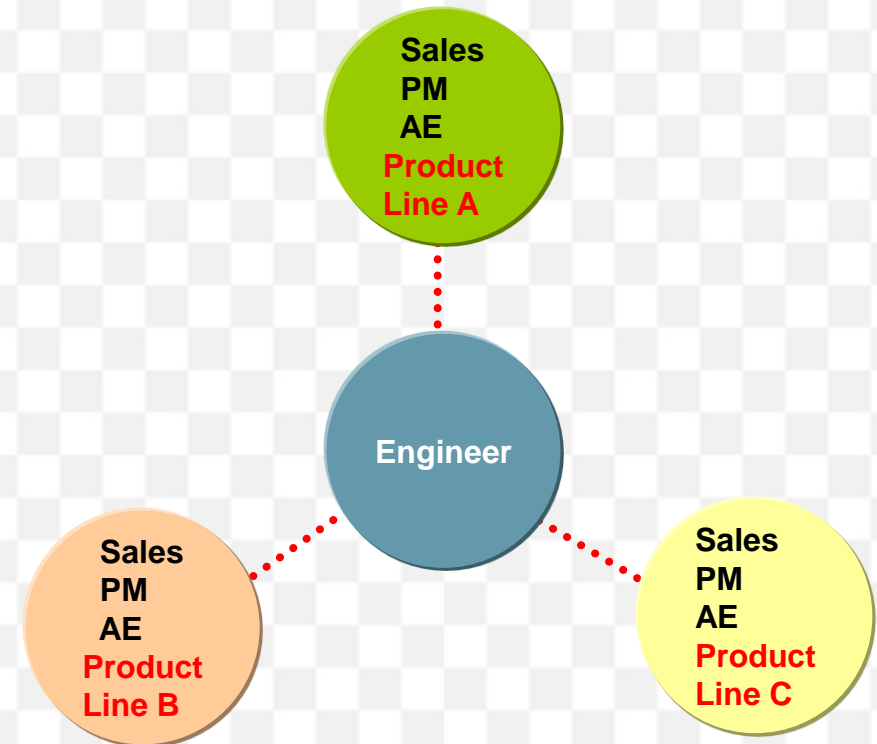 Sales
PM
AE
Product
Line A
Engineer
Sales
PM
AE
Product
Line B
Sales
PM
AE
Product
Line C